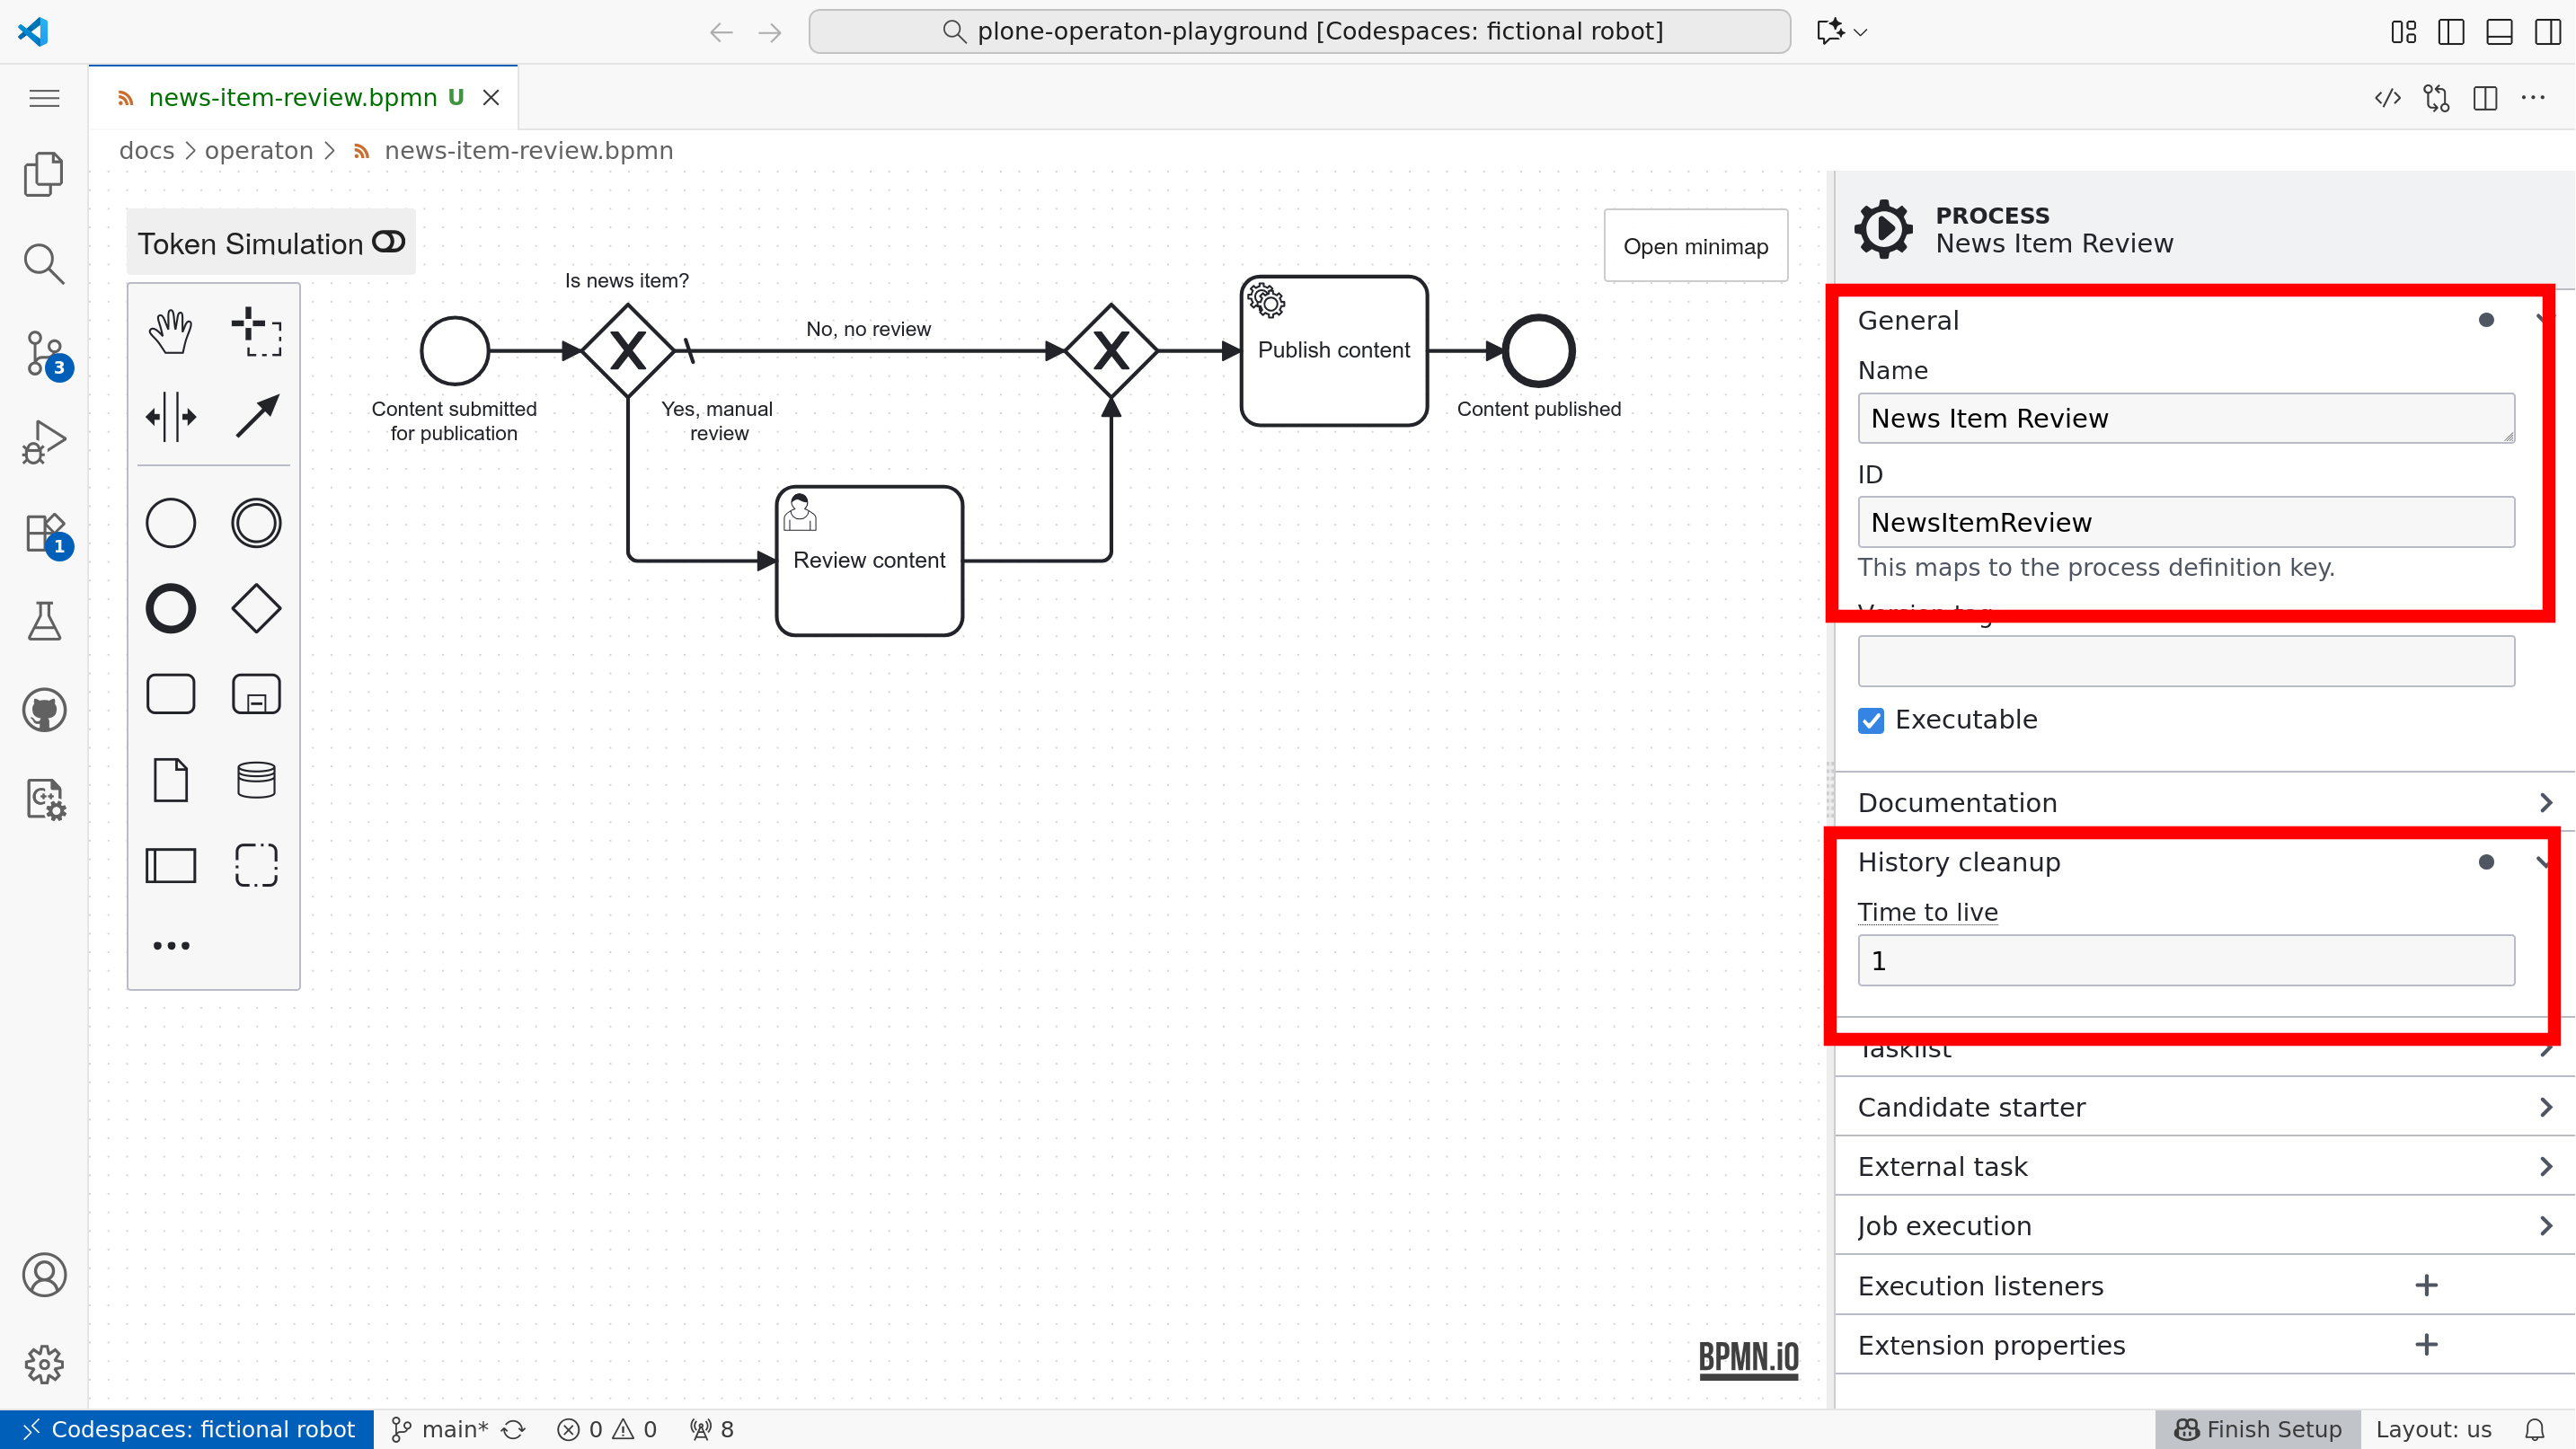 plone-operaton-playground [Codespaces: fictional robot]
news-item-review.bpmn U
docs operaton news-item-review.bpmn
Token Simulation
Open minimap
Is news item?
No, no review
Content submitted
for publication
Yes, manual
review
Publish content
Content published
Review content
BPMN.iO
PROCESS
News Item Review
General
Name
News Item Review
ID
NewsItemReview
This maps to the process definition key.
Version tag
Executable
Documentation
History cleanup
Time to live
1
Tasklist
Candidate starter
External task
Job execution
Execution listeners
Extension properties
3
1
C++
Codespaces: fictional robot
main*
0
0
8
Finish Setup
Layout: us